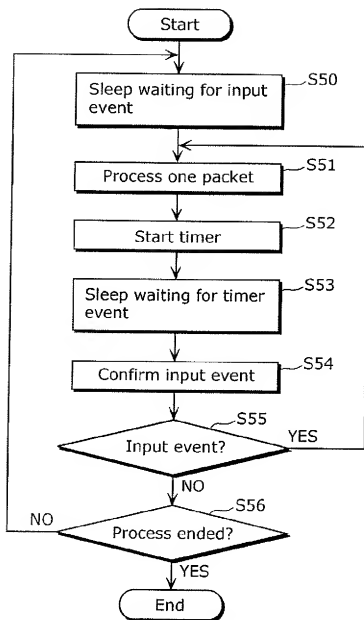 Start
S50
Sleep waiting for input
event
S51
Process one packet
S52
Start timer
S53
Sleep waiting for timer
event
S54
Confirm input event
S55
Input event?
YES
NO
S56
NO
Process ended?
YES
End